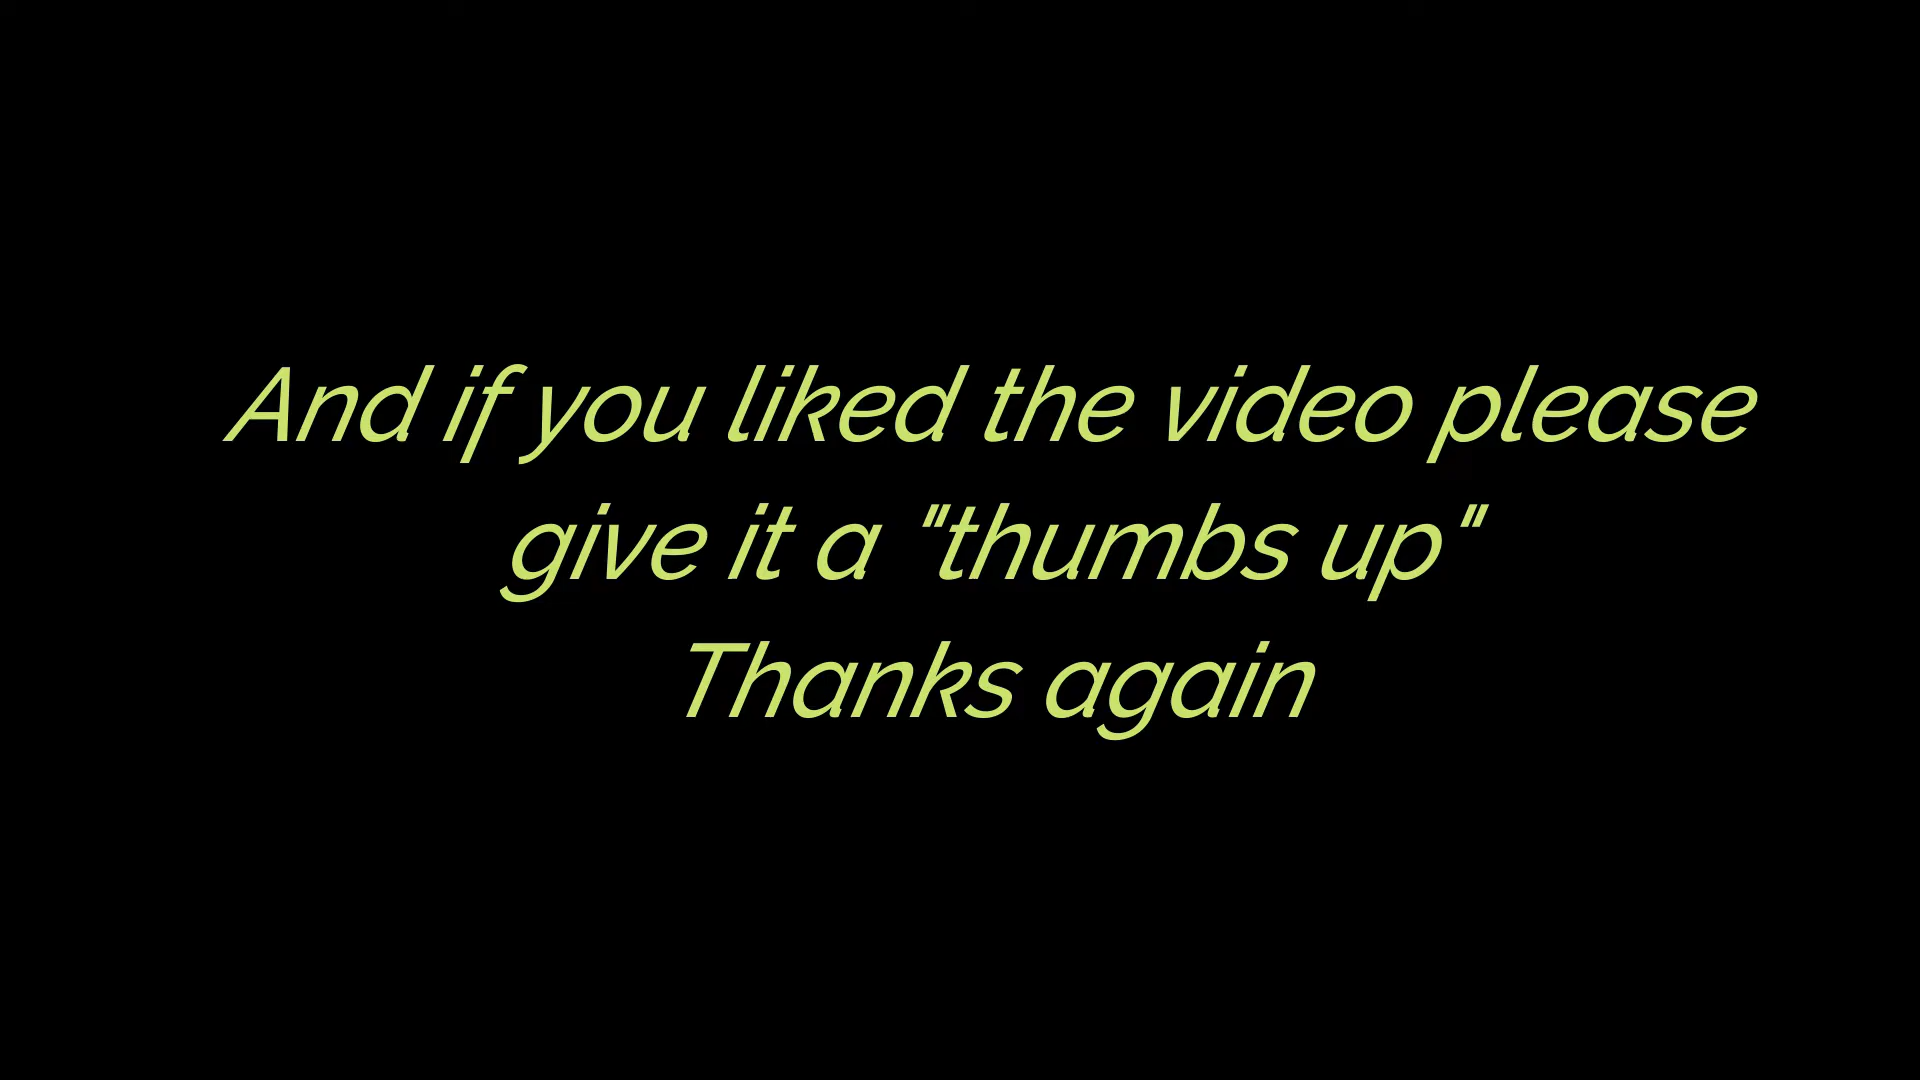 And if you liked the video please
give it a "thumbs up"
Thanks again